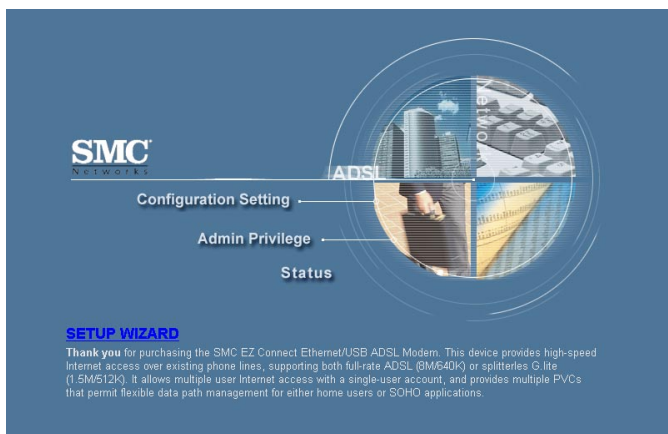 SMC
Networks
ADSL
Netwo
Configuration Setting
Admin Privilege
Status
SETUP WIZARD
Thank you for purchasing the SMC EZ Connect Ethernet/USB ADSL Modem. This device provides high-speed
Internet access over existing phone lines, supporting both full-rate ADSL (8M/640K) or splitterles G.lite
(1.5M/512K). It allows multiple user Internet access with a single-user account, and provides multiple PVCs
that permit flexible data path management for either home users or SOHO applications.